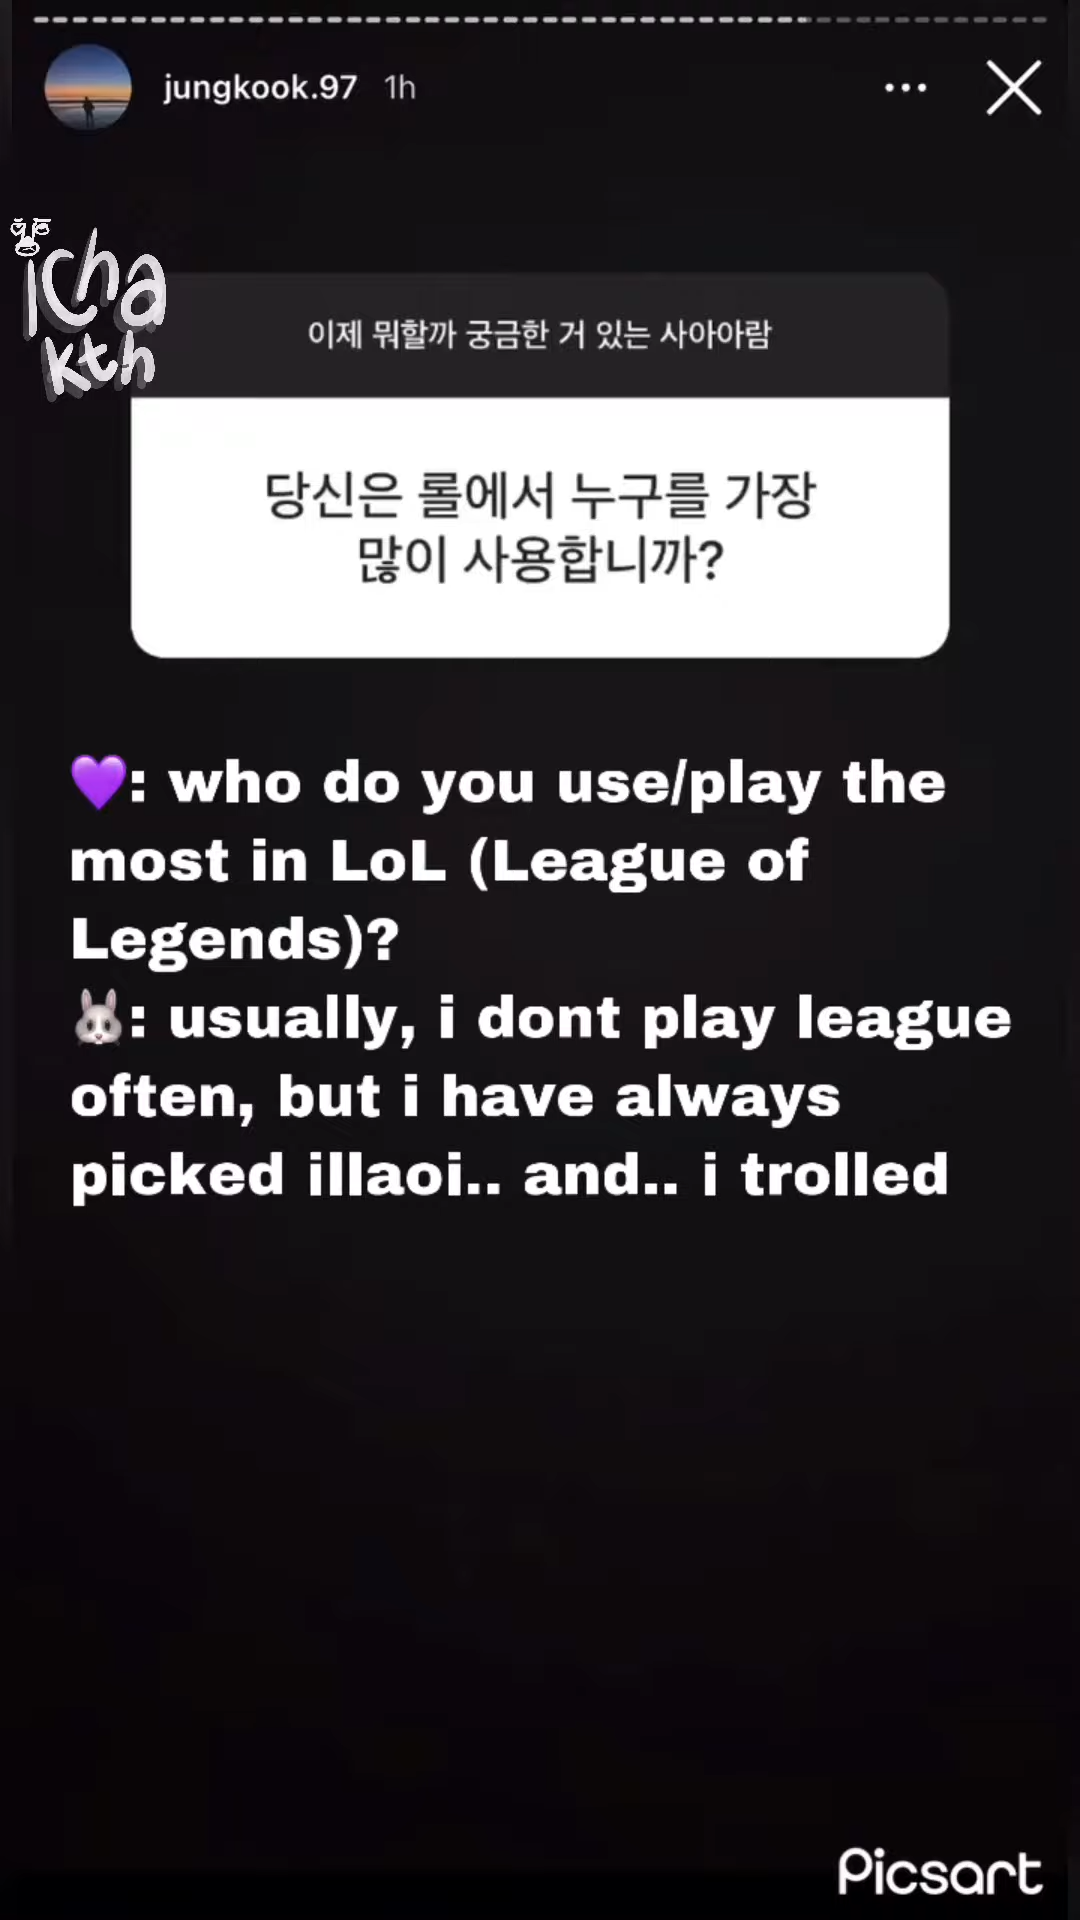 jungkook.97 1h
icha
kth
이제 뭐할까 궁금한 거 있는 사아아람
당신은 롤에서 누구를 가장
많이 사용합니까?
💜: who do you use/play the
most in LoL (League of
Legends)?
🐰: usually, i dont play league
often, but i have always
picked illaoi.. and.. i trolled
Picsart